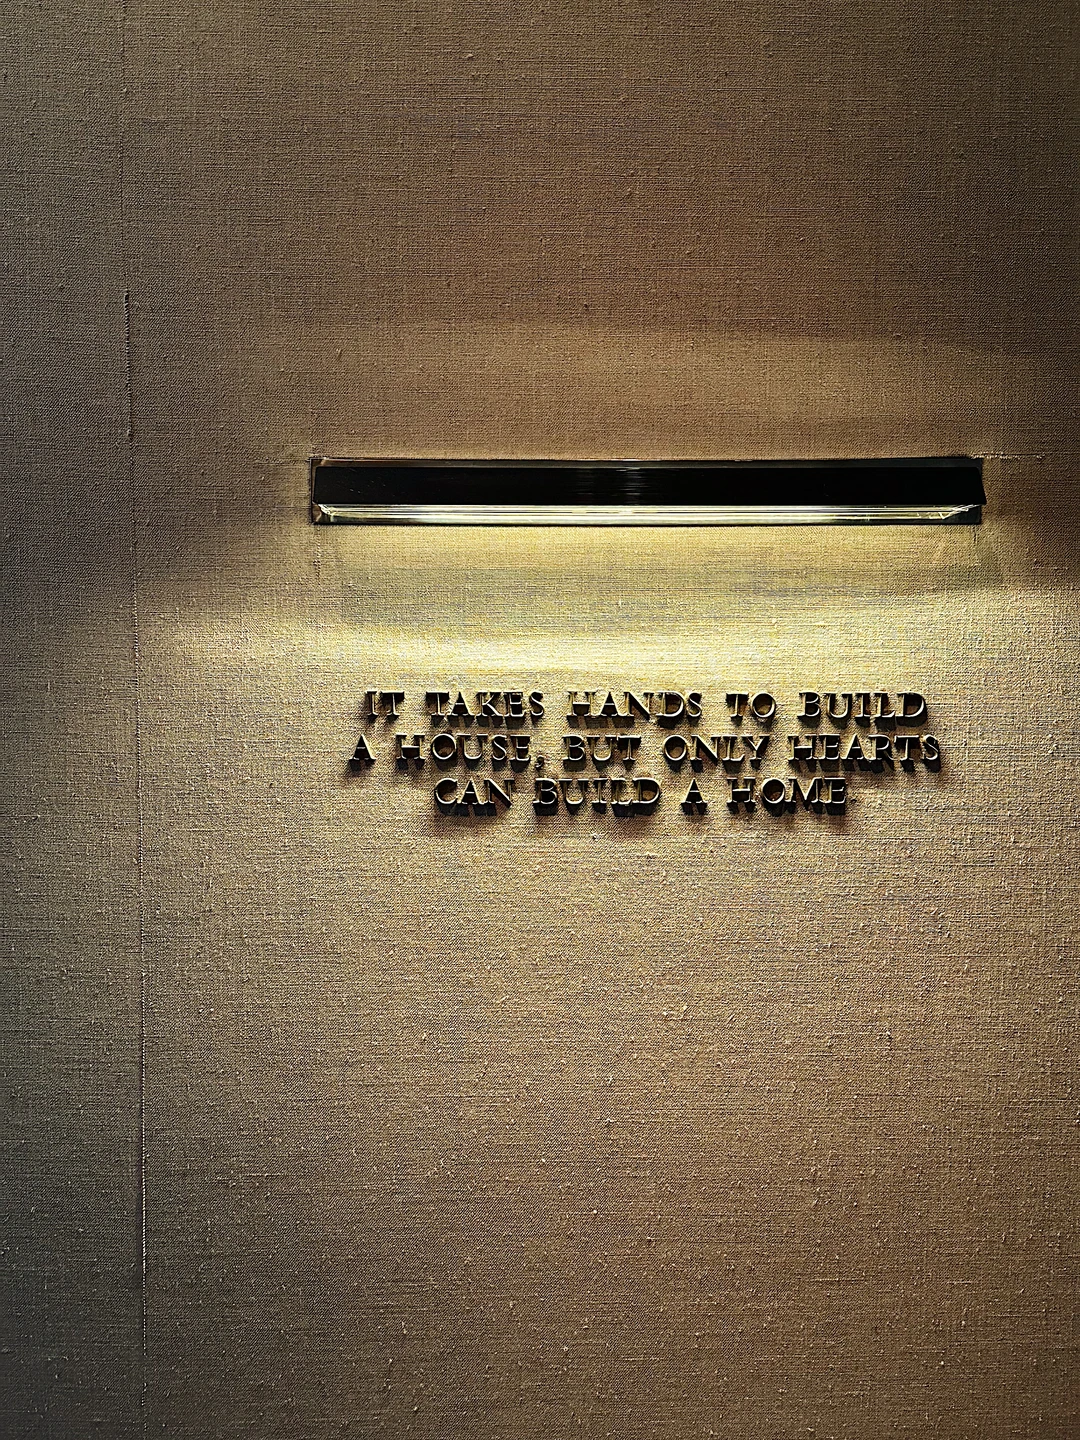 IT TAKES HANDS TO BUILD
A HOUSE, BUT ONLY HEARTS
CAN BUILD A HOME.